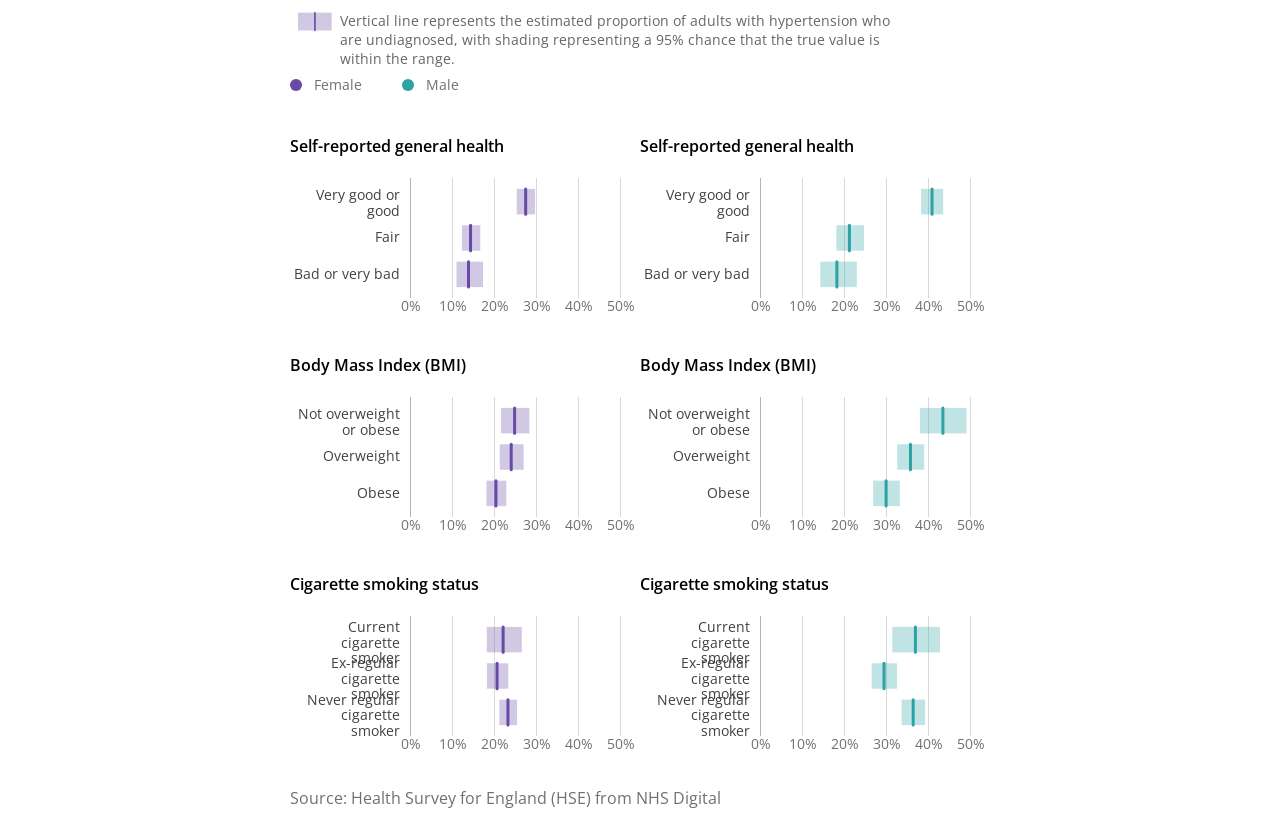 Vertical line represents the estimated proportion of adults with hypertension who
are undiagnosed, with shading representing a 95% chance that the true value is
within the range.
Female Male
Self-reported general health
Very good or
good
Fair
Bad or very bad
0% 10% 20% 30% 40% 50%
Self-reported general health
Very good or
good
Fair
Bad or very bad
0% 10% 20% 30% 40% 50%
Body Mass Index (BMI)
Not overweight
or obese
Overweight
Obese
0% 10% 20% 30% 40% 50%
Body Mass Index (BMI)
Not overweight
or obese
Overweight
Obese
0% 10% 20% 30% 40% 50%
Cigarette smoking status
Current
cigarette
smoker
Ex-regular
cigarette
smoker
Never regular
cigarette
smoker
0% 10% 20% 30% 40% 50%
Cigarette smoking status
Current
cigarette
smoker
Ex-regular
cigarette
smoker
Never regular
cigarette
smoker
0% 10% 20% 30% 40% 50%
Source: Health Survey for England (HSE) from NHS Digital